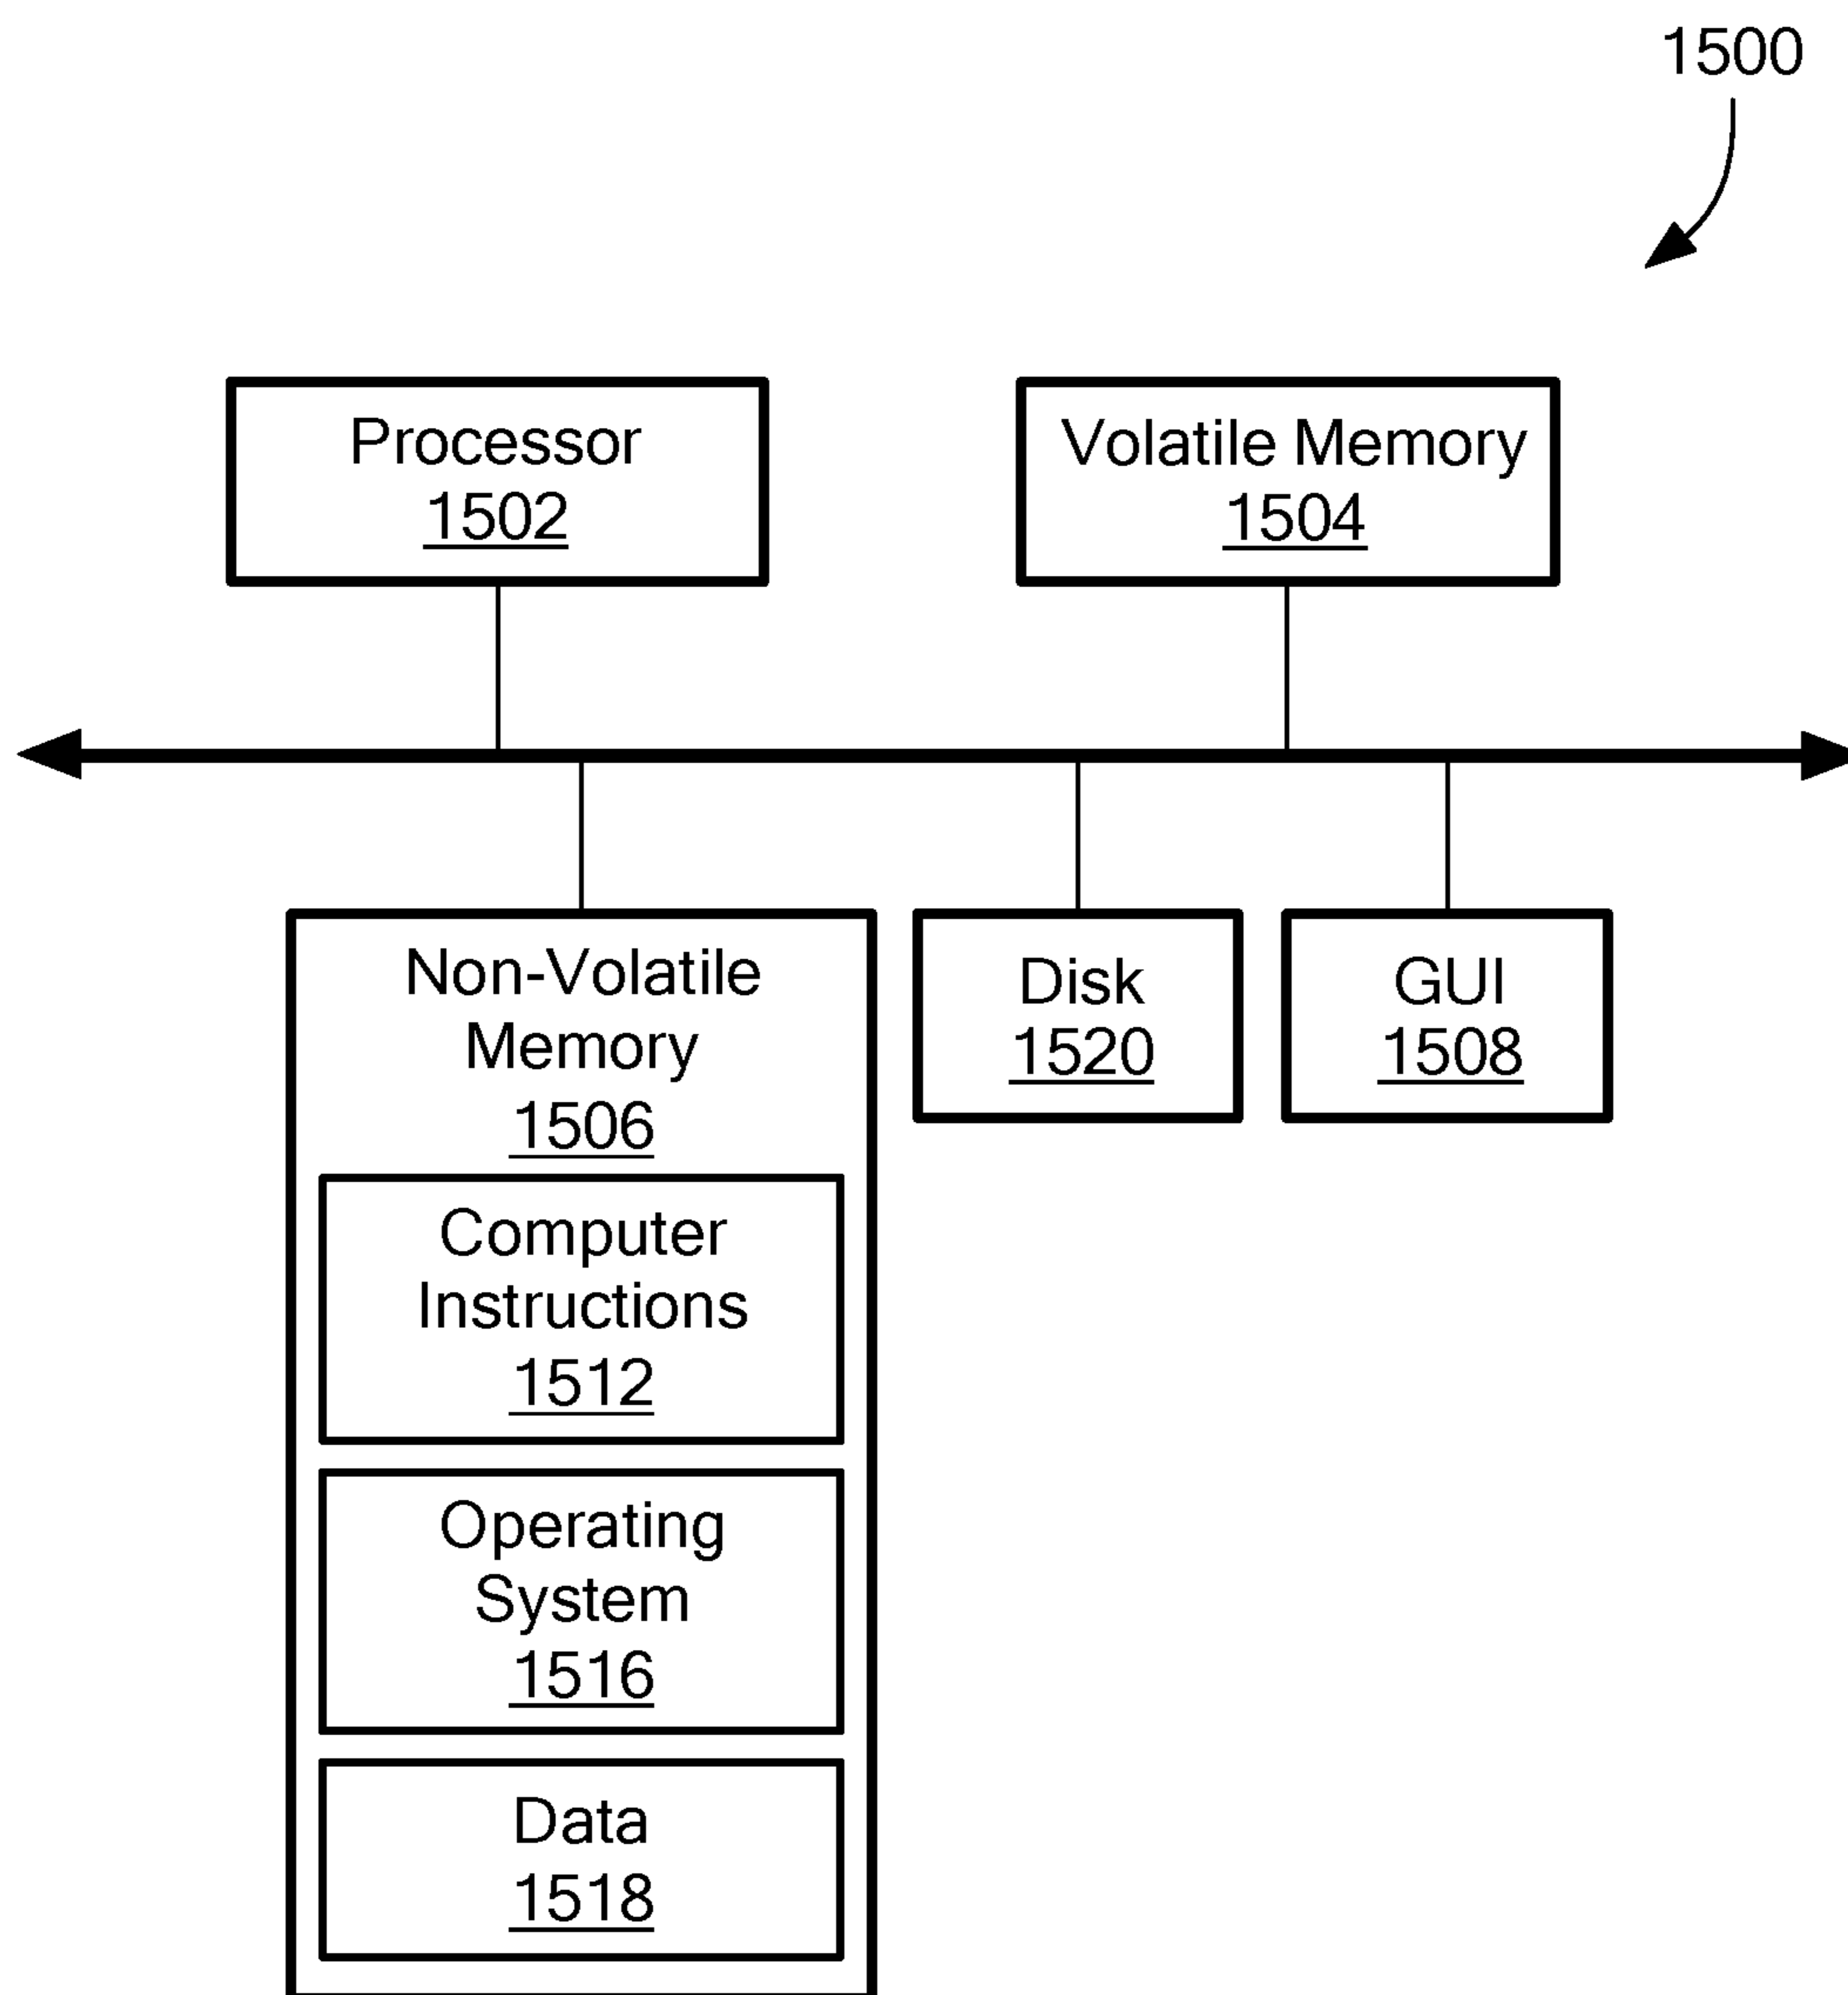 1500
Processor
1502
Volatile Memory
1504
Non-Volatile
Memory
1506
Disk
1520
GUI
1508
Computer
Instructions
1512
Operating
System
1516
Data
1518